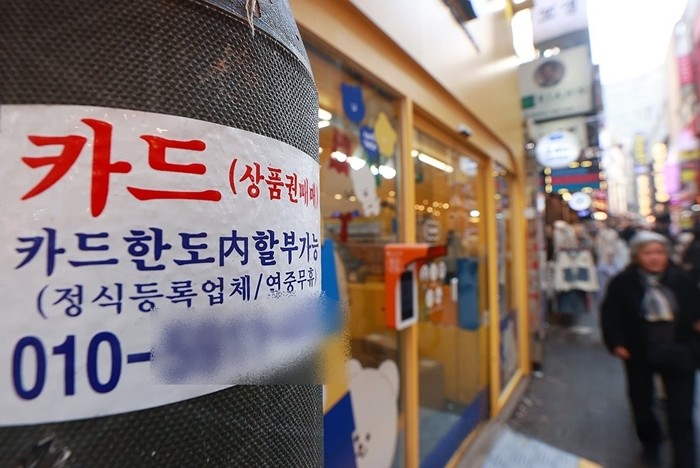 카드 (상품권매매)
카드한도內할부가능
(정식등록업체/연중무휴)
010-